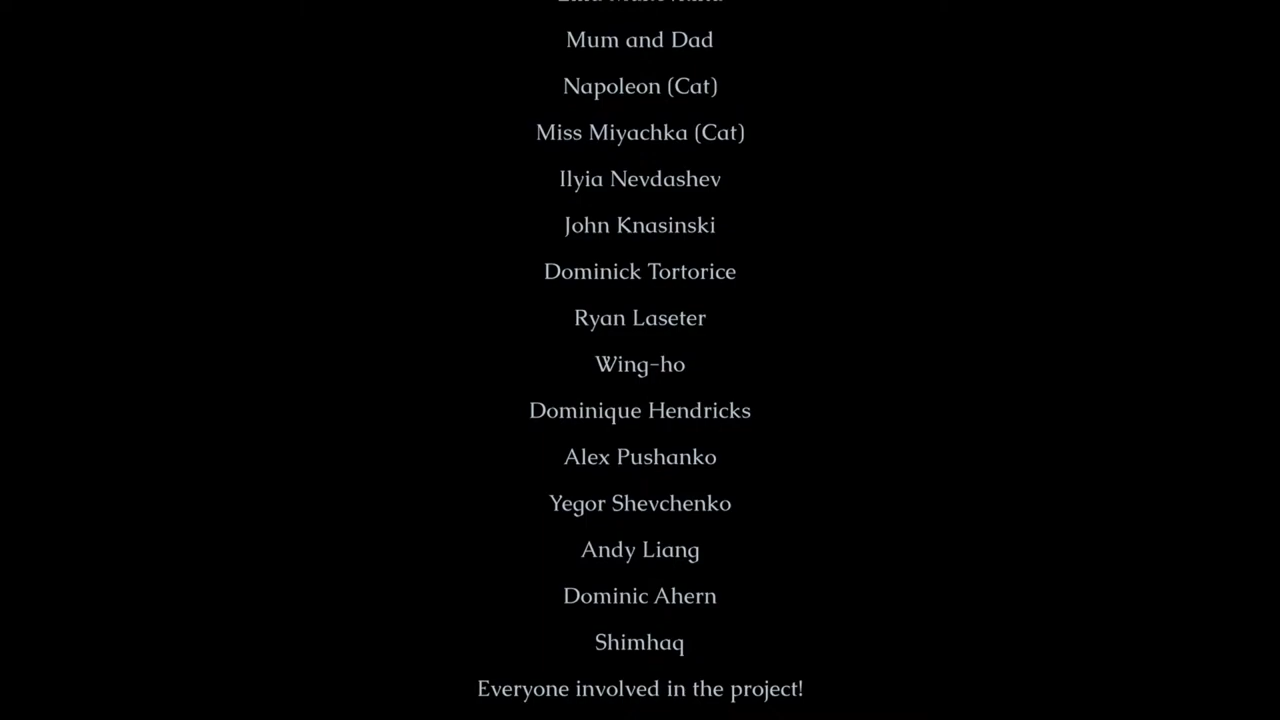 Mum and Dad
Napoleon (Cat)
Miss Miyachka (Cat)
Ilyia Nevdashev
John Knasinski
Dominick Tortorice
Ryan Laseter
Wing-ho
Dominique Hendricks
Alex Pushanko
Yegor Shevchenko
Andy Liang
Dominic Ahern
Shimhaq
Everyone involved in the project!